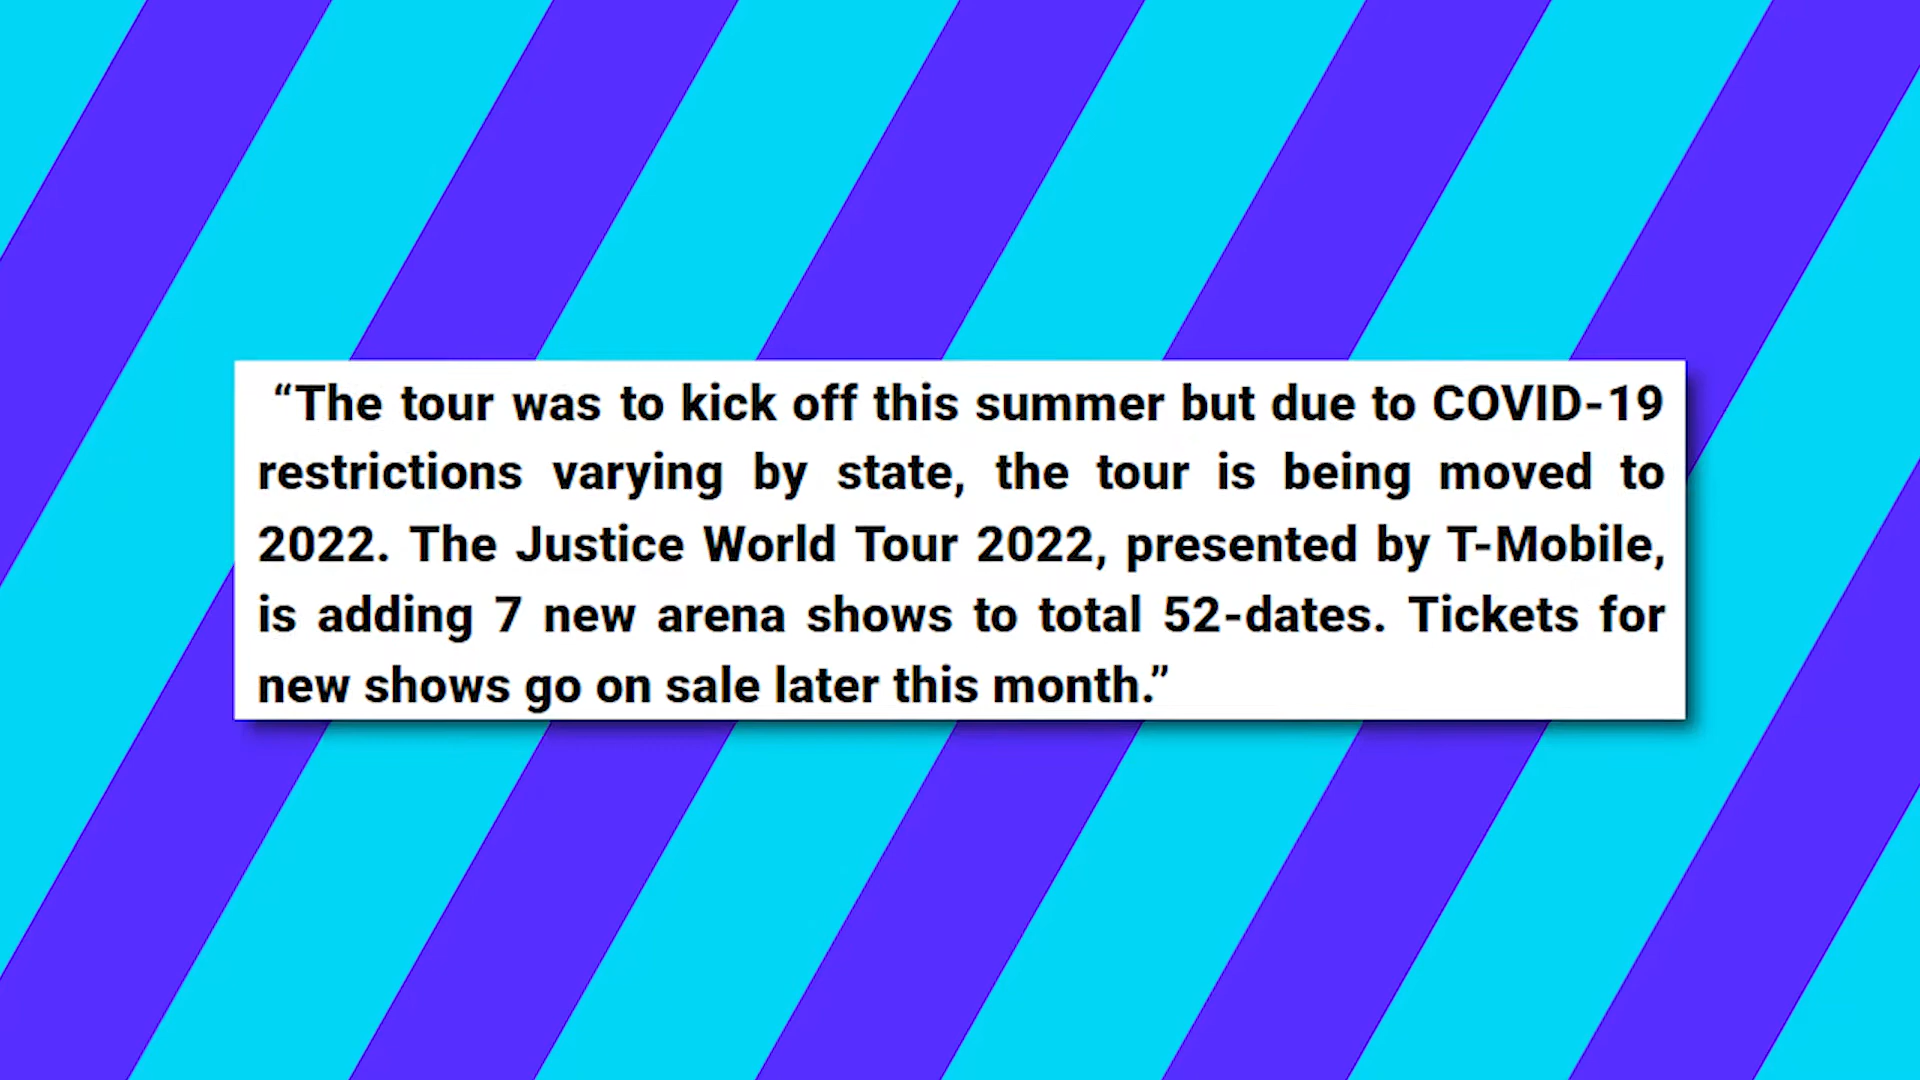 “The tour was to kick off this summer but due to COVID-19
restrictions varying by state, the tour is being moved to
2022. The Justice World Tour 2022, presented by T-Mobile,
is adding 7 new arena shows to total 52-dates. Tickets for
new shows go on sale later this month.”